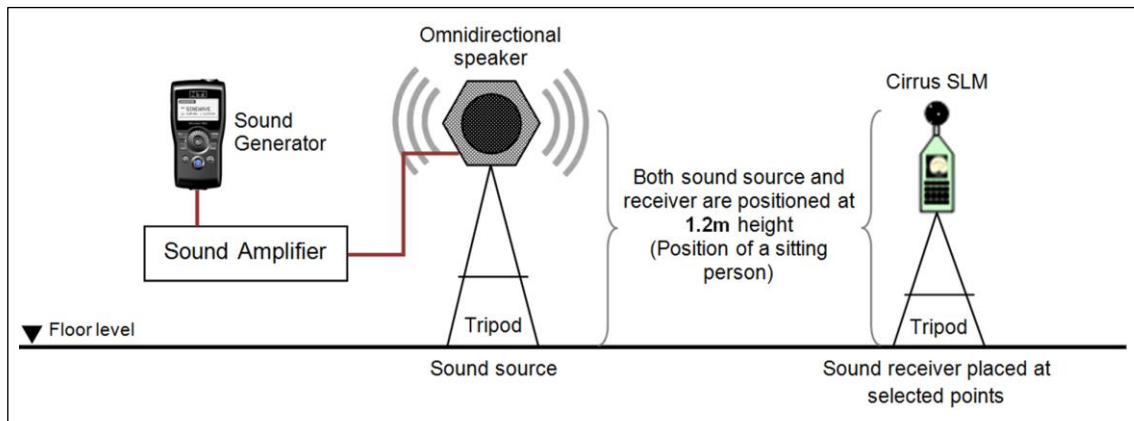 Omnidirectional
speaker
Cirrus SLM
Sound
Generator
Both sound source and
receiver are positioned at
1.2m height
(Position of a sitting
person)
Sound Amplifier
Tripod
Tripod
Floor level
Sound source
Sound receiver placed at
selected points